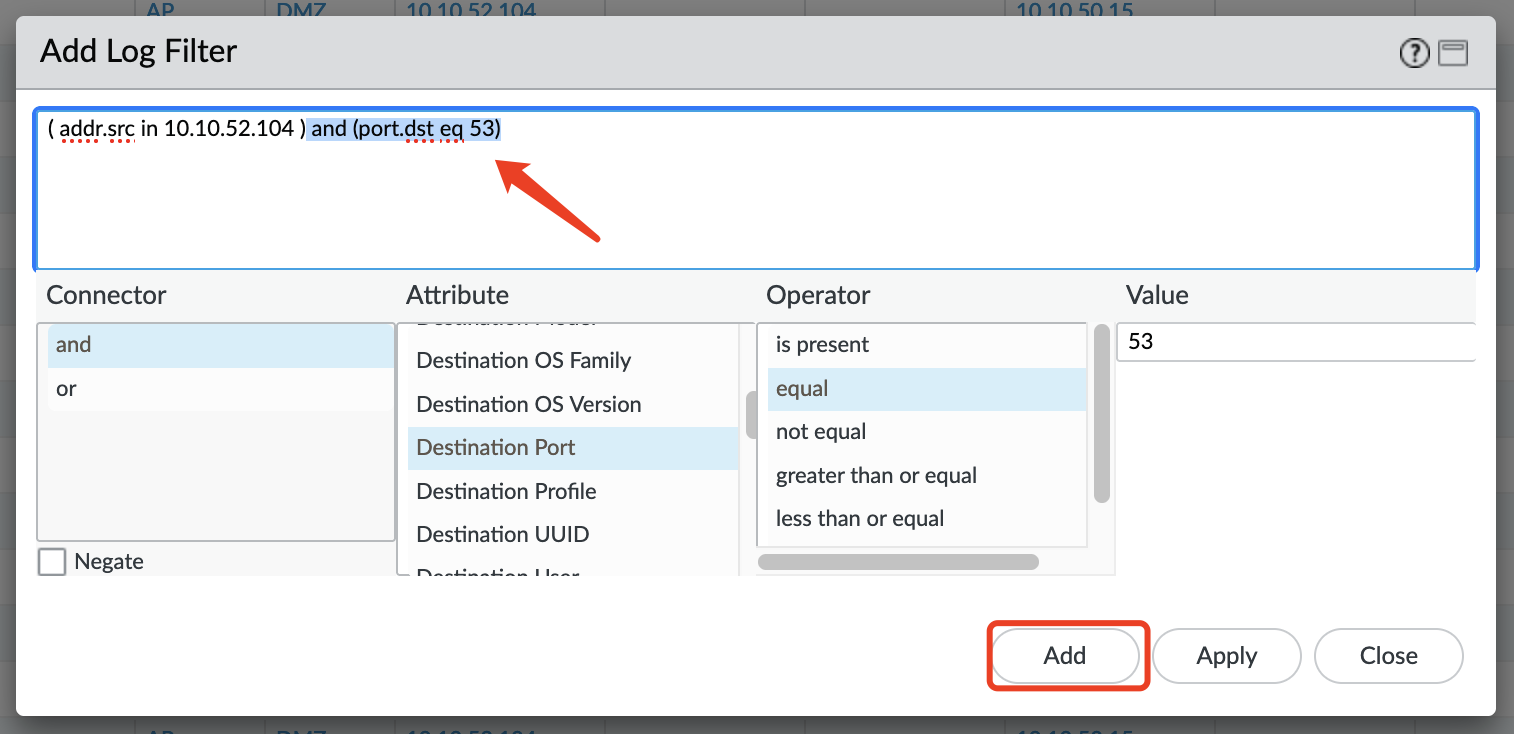 AP DMZ 10.10.52.104 10.10.50.15
Add Log Filter
( addr.src in 10.10.52.104 ) and (port.dst eq 53)
Connector Attribute Operator Value
and
or
Negate
Destination Model
Destination OS Family
Destination OS Version
Destination Port
Destination Profile
Destination UUID
Destination User
is present
equal
not equal
greater than or equal
less than or equal
53
Add Apply Close
AP DMZ 10.10.52.104 10.10.50.15